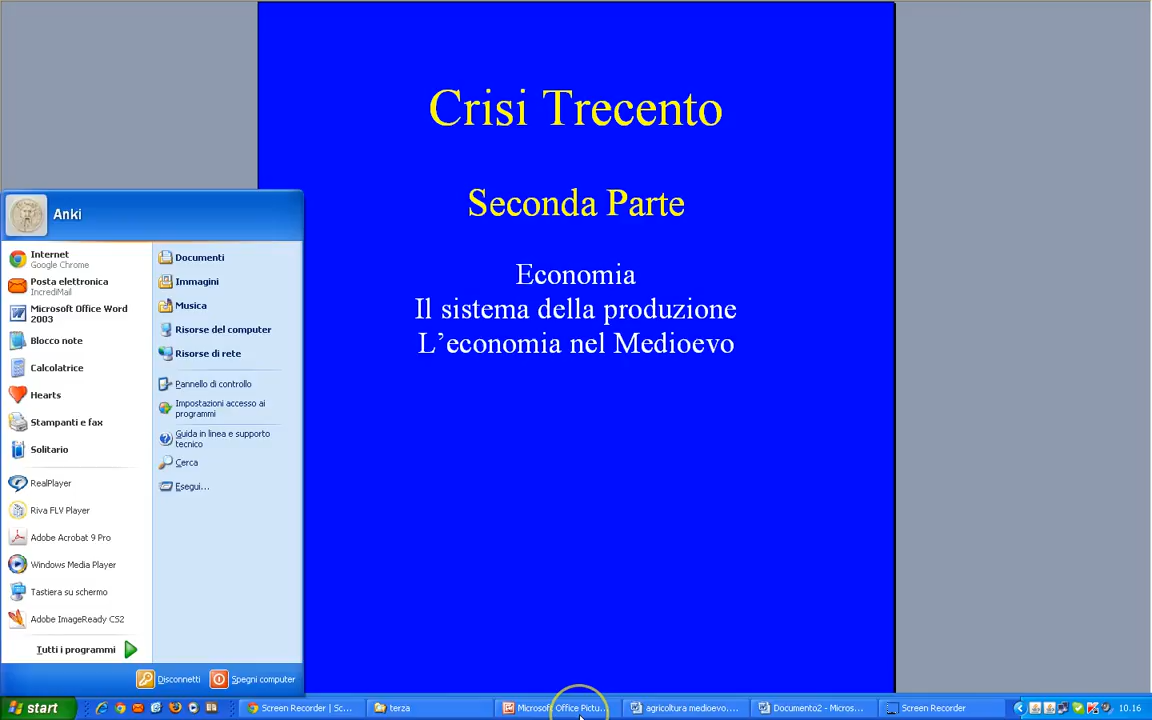 Crisi Trecento
Seconda Parte
Economia
Il sistema della produzione
L'economia nel Medioevo
Anki
Internet
Google Chrome
Posta elettronica
IncrediMail
Microsoft Office Word
2003
Blocco note
Calcolatrice
Hearts
Stampanti e fax
Solitario
RealPlayer
Riva FLV Player
Adobe Acrobat 9 Pro
Windows Media Player
Tastiera su schermo
Adobe ImageReady CS2
Tutti i programmi
Documenti
Immagini
Musica
Risorse del computer
Risorse di rete
Pannello di controllo
Impostazioni accesso ai
programmi
Guida in linea e supporto
tecnico
Cerca
Esegui...
Disconnetti
Spegni computer
start
Screen Recorder | Sc...
terza
Microsoft Office Pictu...
agricoltura medioevo....
Documento2 - Micros...
Screen Recorder
10.16